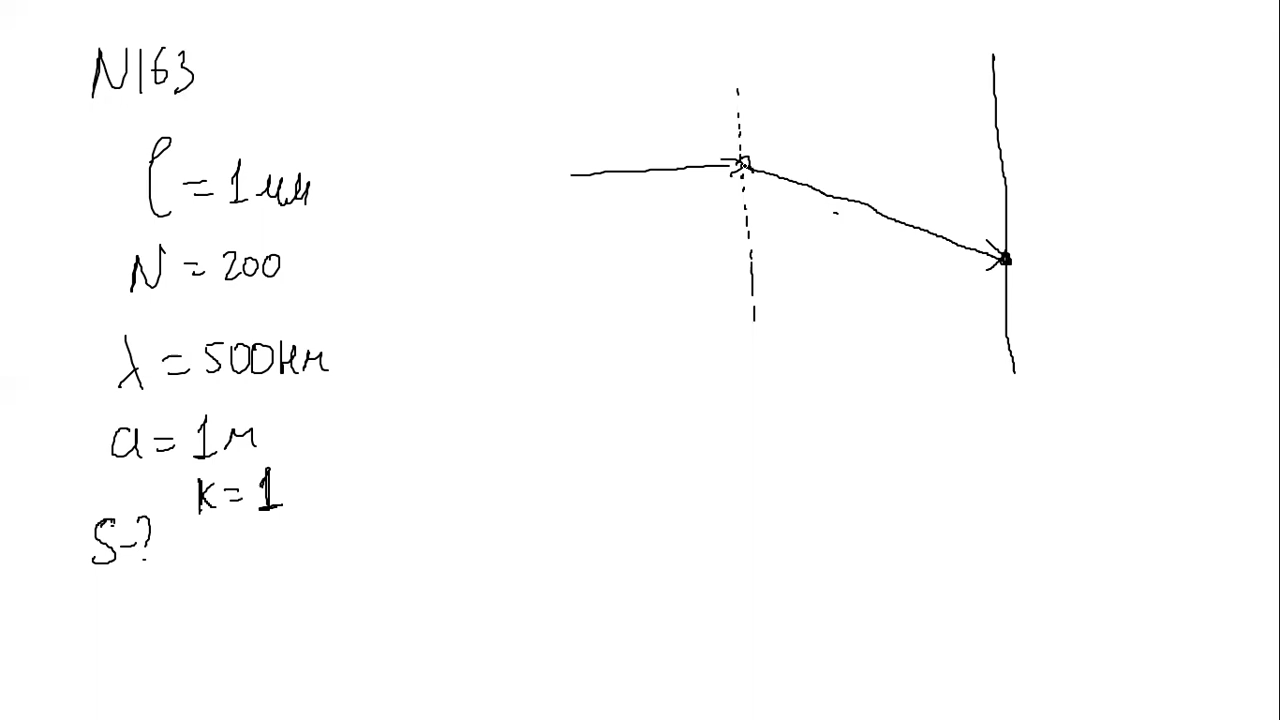 N163
l = 1мм
N = 200
λ = 500нм
a = 1м
k = 1
S-?